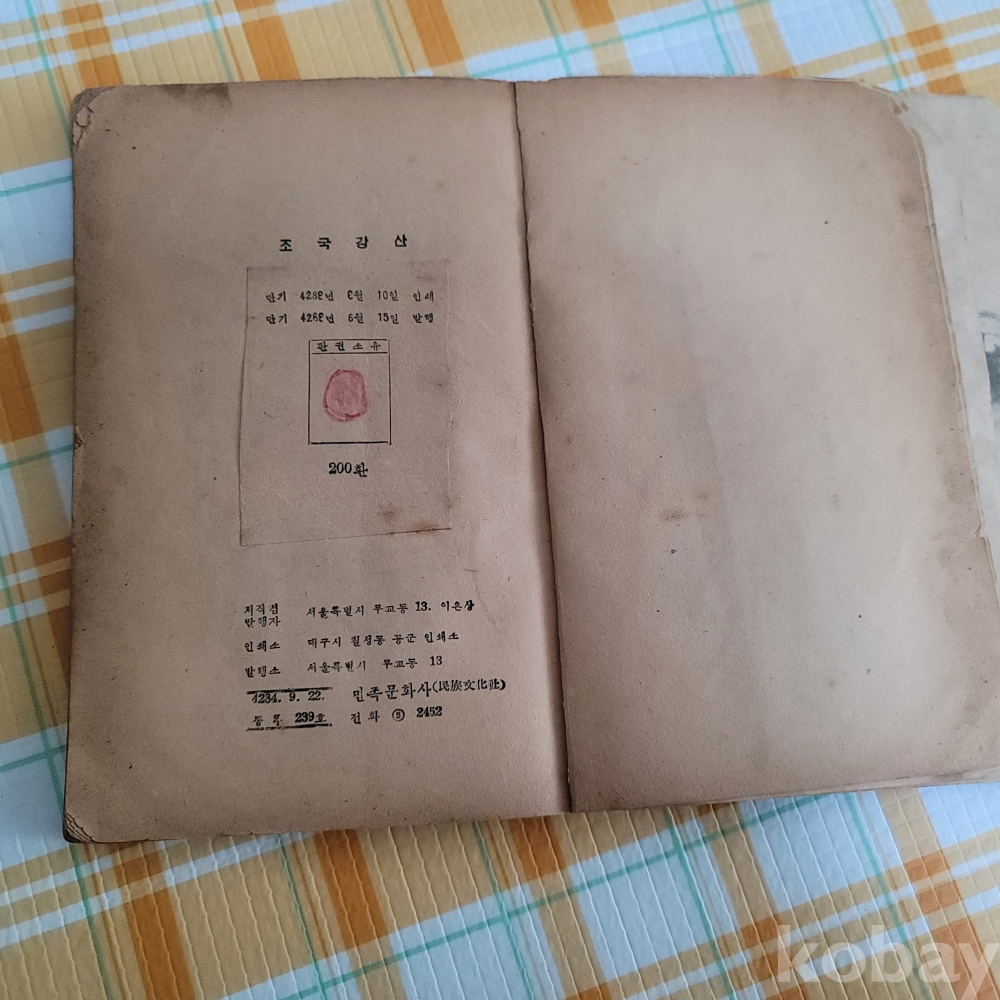 조국강산
단기 428년 6월 10일 인쇄
단기 428년 6월 15일 발행
판권소유
200환
저작겸
발행자 서울특별시 무교동 13. 이은상
인쇄소 대구시 칠성동 공군 인쇄소
발행소 서울특별시 무교동 13
4284. 9. 22. 민족문화사(民族文化社)
등록 239호 전화 ② 2452
kobay